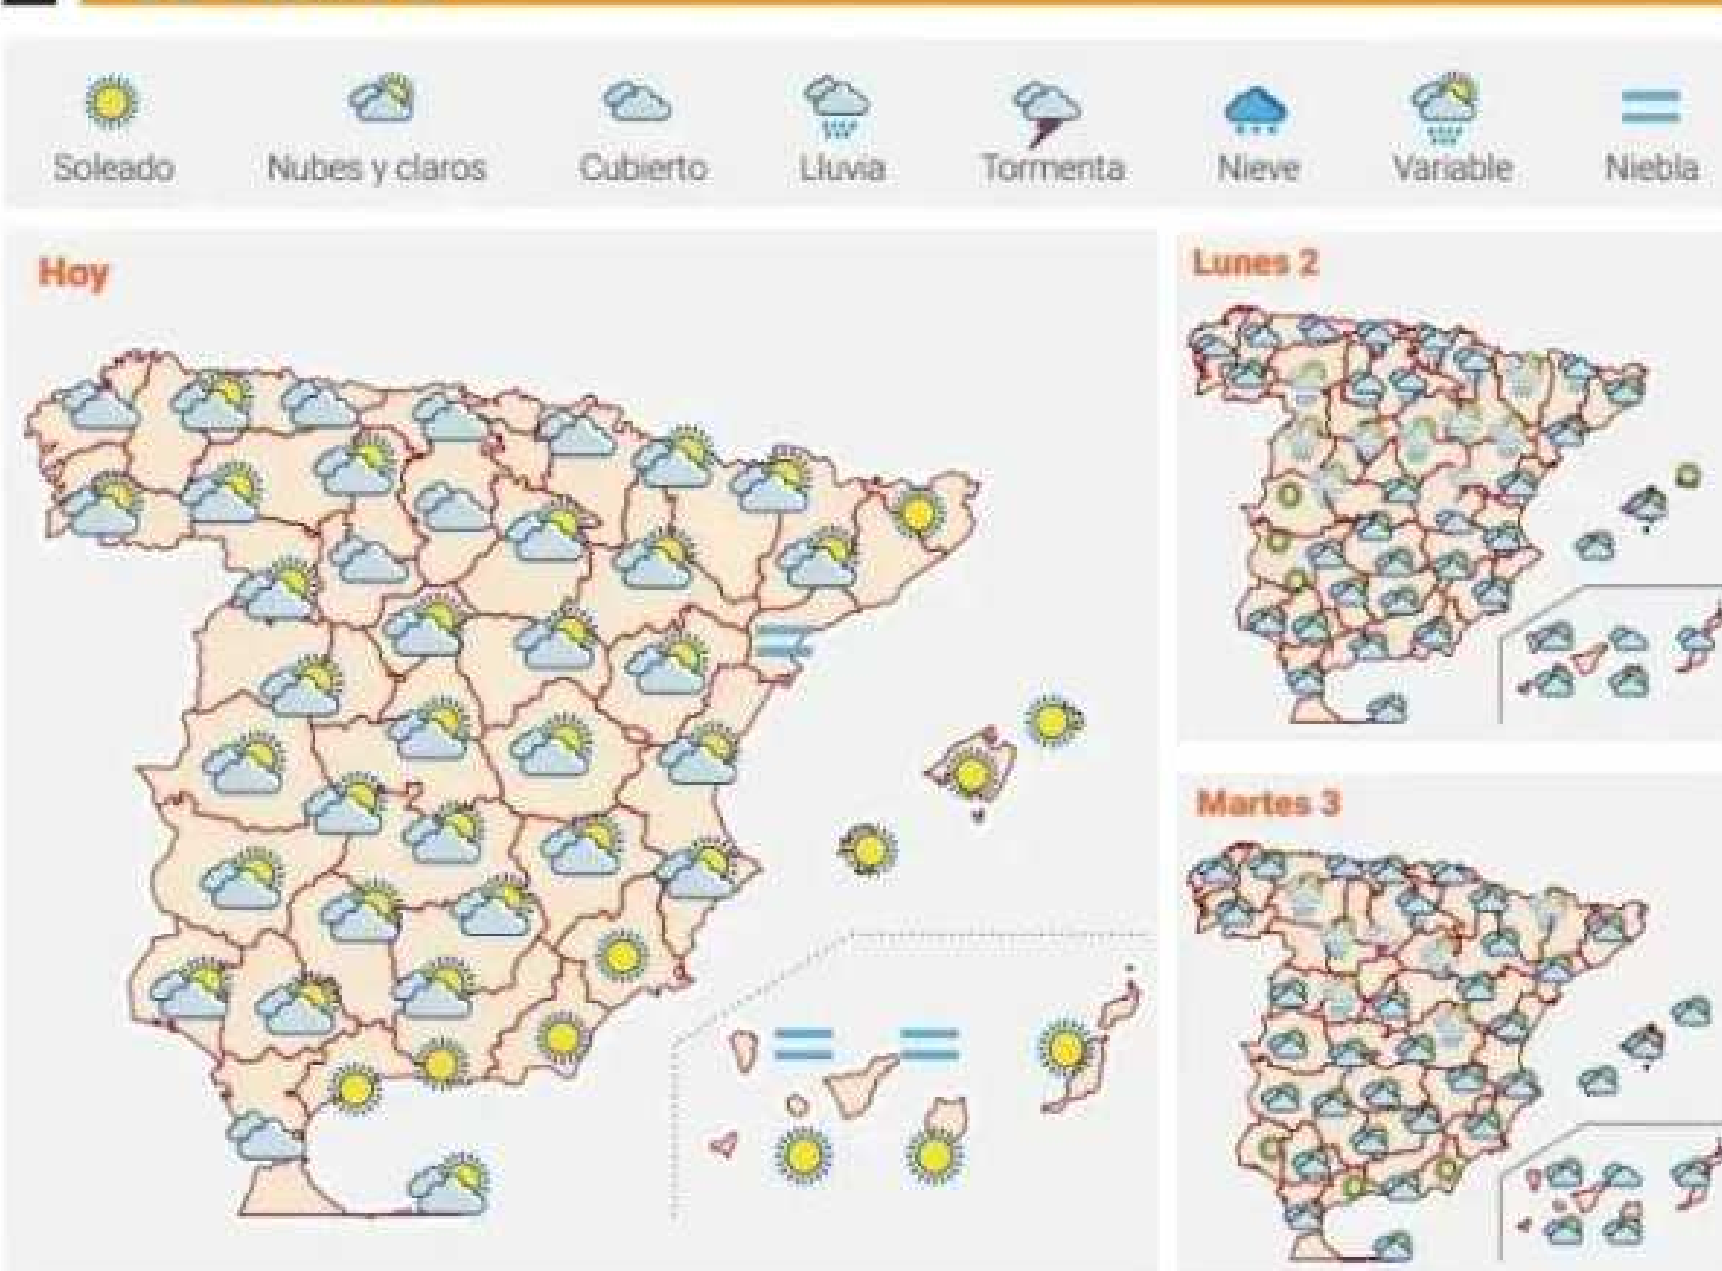 Soleado Nubes y claros Cubierto Lluvia Tormenta Nieve Variable Niebla
Hoy
Lunes 2
Martes 3